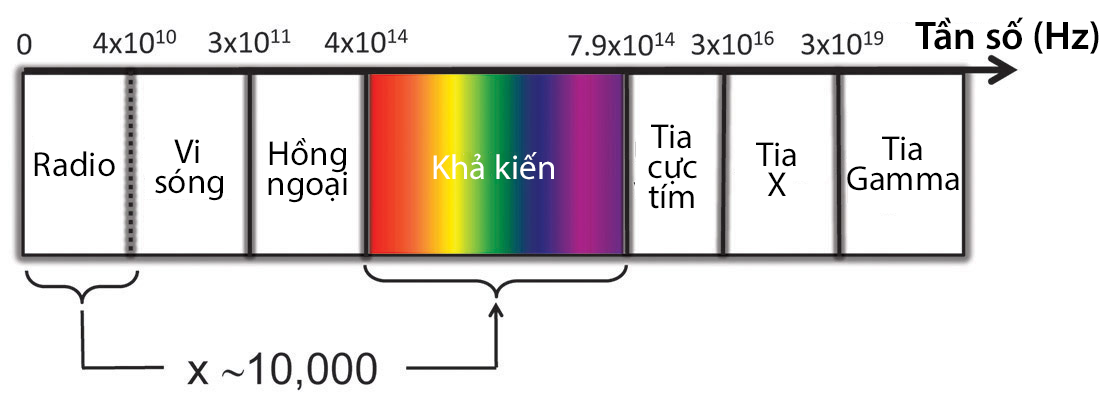 0 4x10¹⁰ 3x10¹¹ 4x10¹⁴ 7.9x10¹⁴ 3x10¹⁶ 3x10¹⁹ Tần số (Hz)
Radio
Vi
sóng
Hồng
ngoại
Khả kiến
Tia
cực
tím
Tia
X
Tia
Gamma
x ~10,000